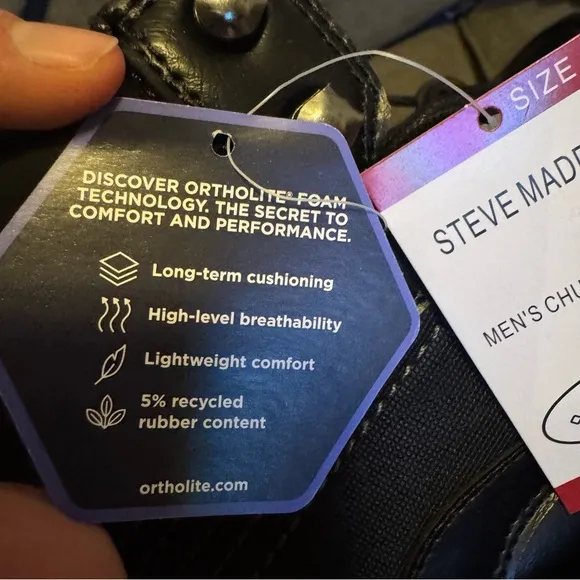 DISCOVER ORTHOLITE® FOAM
TECHNOLOGY. THE SECRET TO
COMFORT AND PERFORMANCE.
Long-term cushioning
High-level breathability
Lightweight comfort
5% recycled
rubber content
ortholite.com
SIZE
STEVE MADE
MEN'S CHU